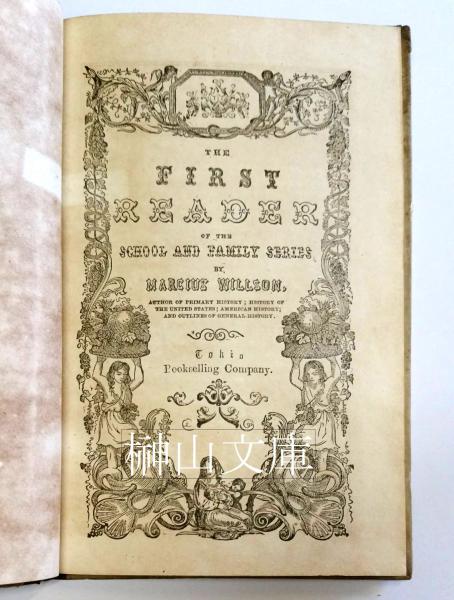 THE
FIRST
READER
OF THE
SCHOOL AND FAMILY SERIES
BY
MARCIUS WILLSON,
AUTHOR OF PRIMARY HISTORY; HISTORY OF
THE UNITED STATES; AMERICAN HISTORY;
AND OUTLINES OF GENERAL HISTORY.
Tokio
Bookselling Company.
榊山文庫